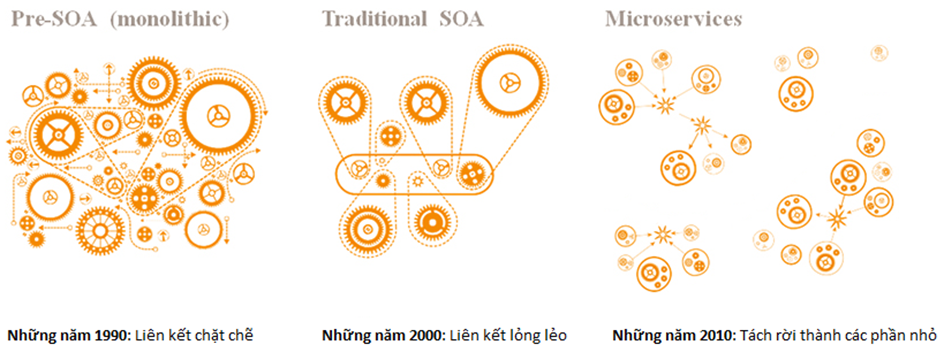 Pre-SOA (monolithic)
Traditional SOA
Microservices
Những năm 1990: Liên kết chặt chẽ
Những năm 2000: Liên kết lỏng lẻo
Những năm 2010: Tách rời thành các phần nhỏ